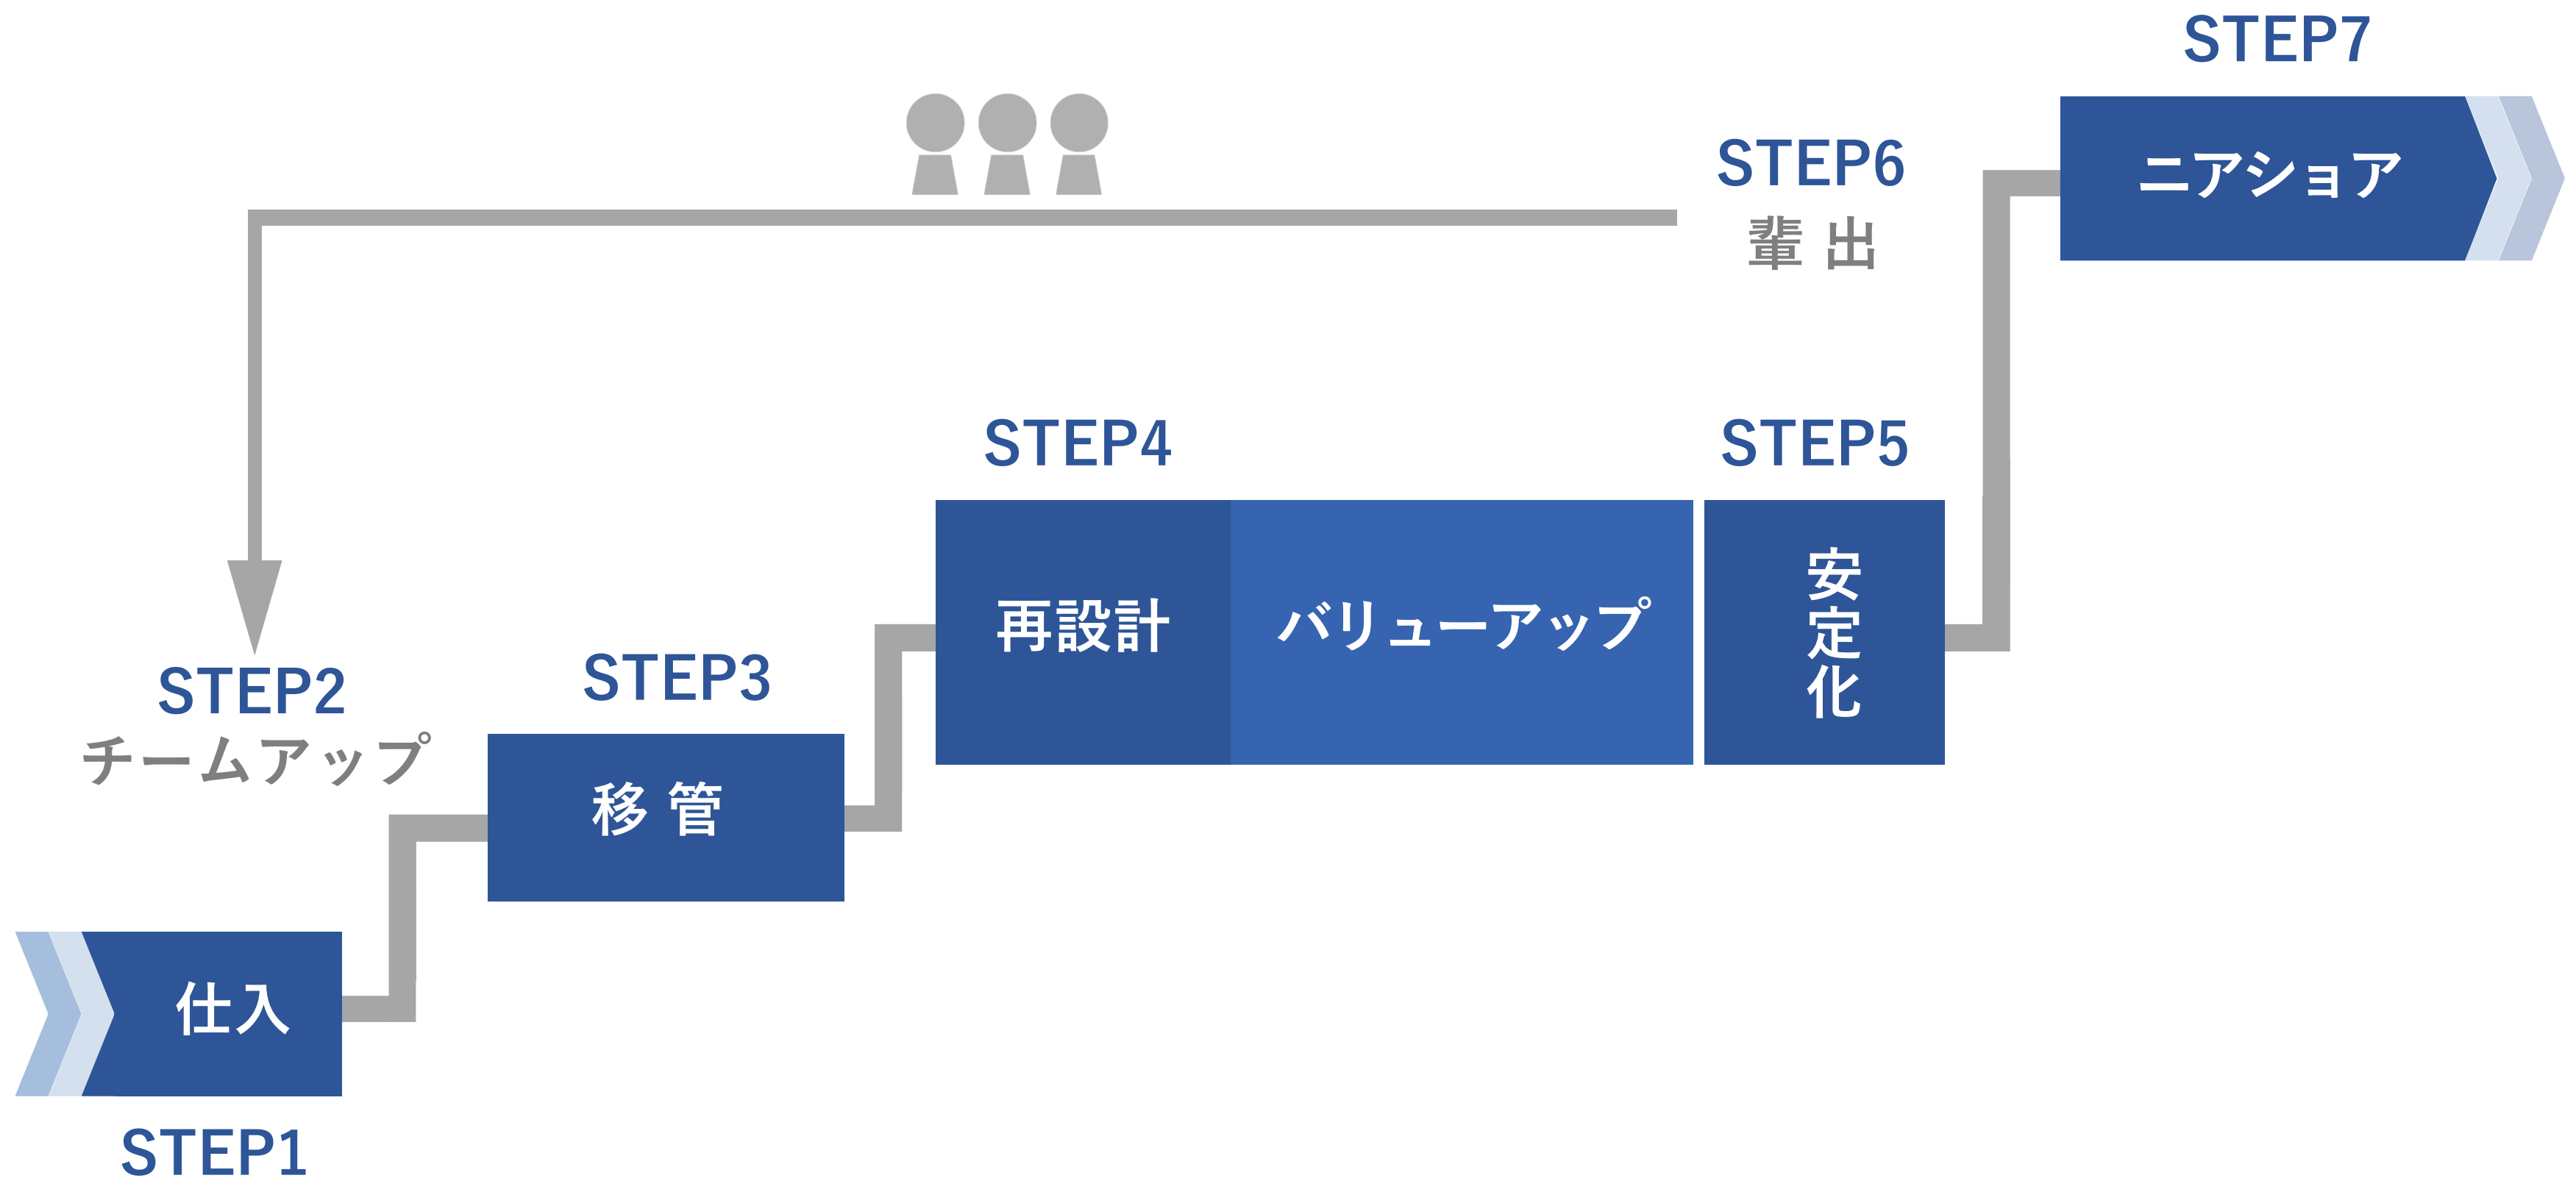 STEP1
仕入
STEP2
チームアップ
STEP3
移管
STEP4
再設計
バリューアップ
STEP5
安定化
STEP6
輩出
STEP7
ニアショア